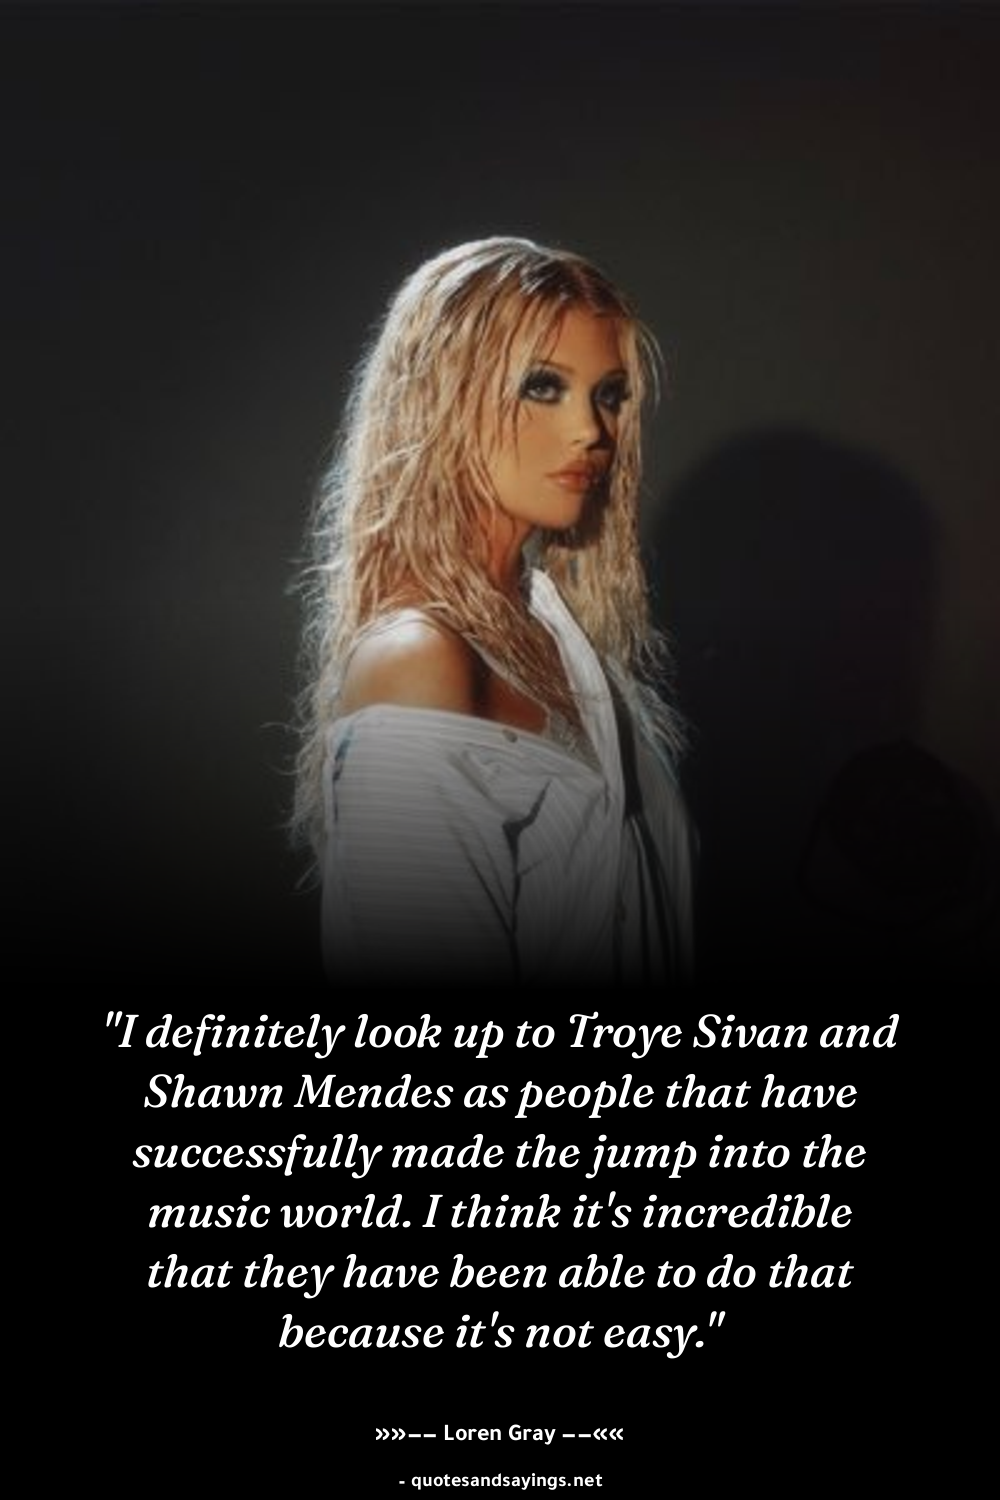 "I definitely look up to Troye Sivan and
Shawn Mendes as people that have
successfully made the jump into the
music world. I think it's incredible
that they have been able to do that
because it's not easy."
»»–– Loren Gray ––««
- quotesandsayings.net